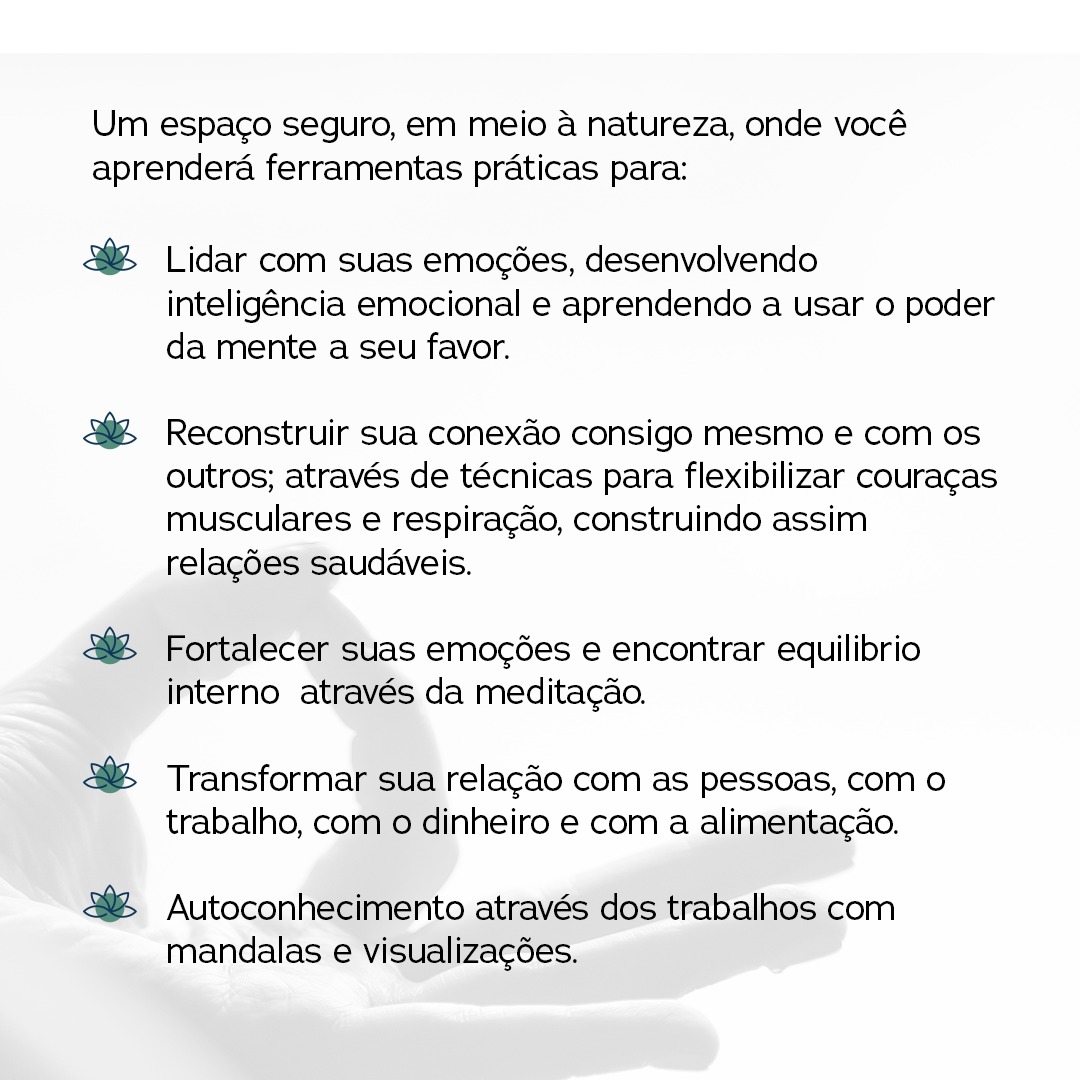 Um espaço seguro, em meio à natureza, onde você
aprenderá ferramentas práticas para:
Lidar com suas emoções, desenvolvendo
inteligência emocional e aprendendo a usar o poder
da mente a seu favor.
Reconstruir sua conexão consigo mesmo e com os
outros; através de técnicas para flexibilizar couraças
musculares e respiração, construindo assim
relações saudáveis.
Fortalecer suas emoções e encontrar equilibrio
interno  através da meditação.
Transformar sua relação com as pessoas, com o
trabalho, com o dinheiro e com a alimentação.
Autoconhecimento através dos trabalhos com
mandalas e visualizações.